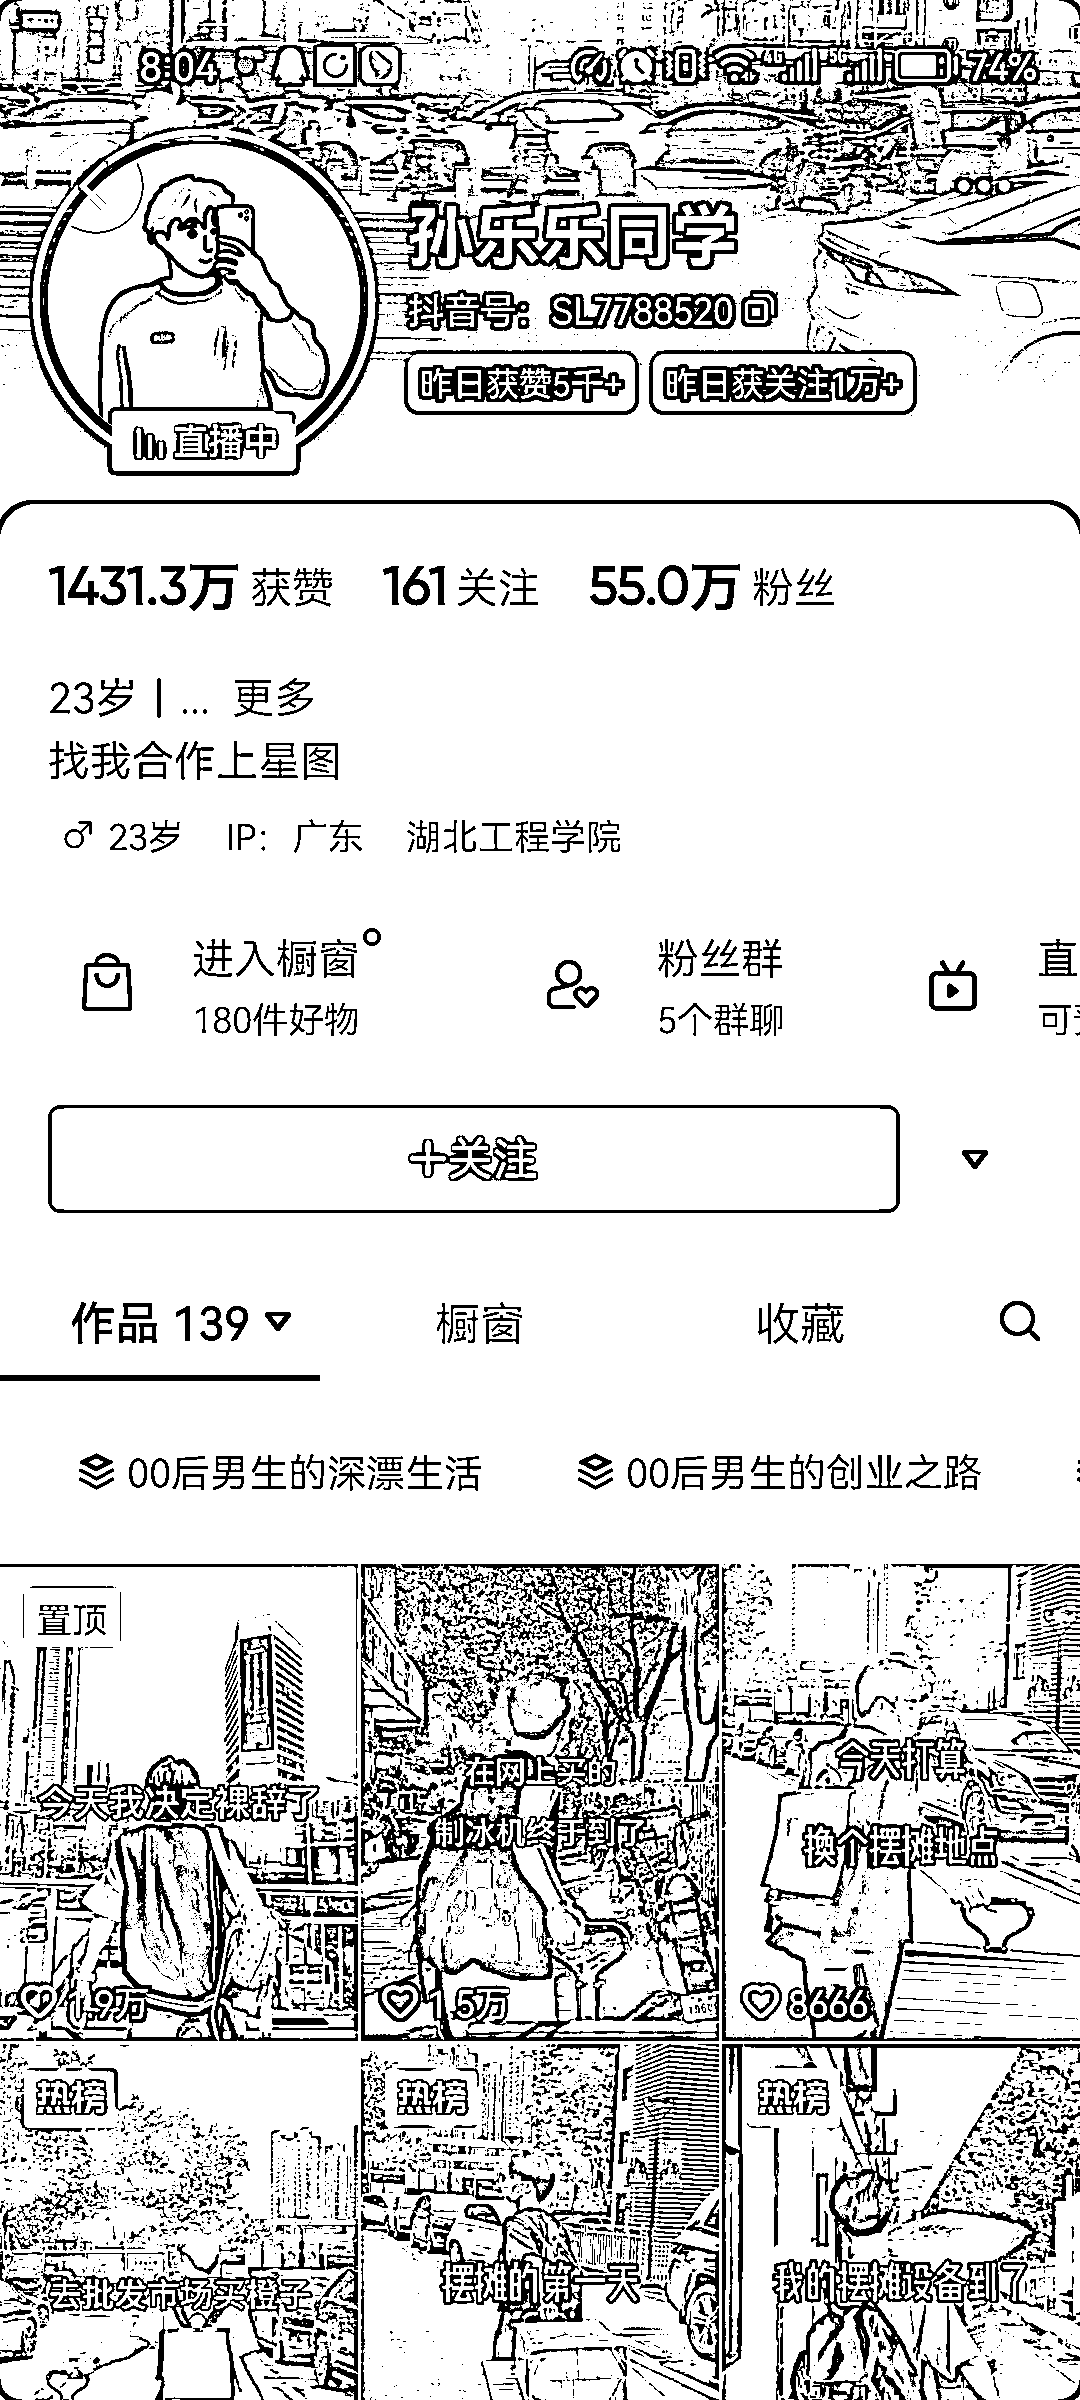 8:04 4G 5G 74%
孙乐乐同学
抖音号：SL7788520
昨日获赞5千+ 昨日获关注1万+
直播中
1431.3万 获赞 161 关注 55.0万 粉丝
23岁 | ... 更多
找我合作上星图
♂ 23岁 IP：广东 湖北工程学院
进入橱窗 粉丝群 直
180件好物 5个群聊 可
+关注
作品 139 橱窗 收藏
00后男生的深漂生活 00后男生的创业之路
置顶
今天我决定裸辞了
在网上买的
制冰机终于到了
今天打算
换个摆摊地点
1.9万 1.5万 8666
热榜 热榜 热榜
去批发市场买橙子
摆摊的第一天
我的摆摊设备到了